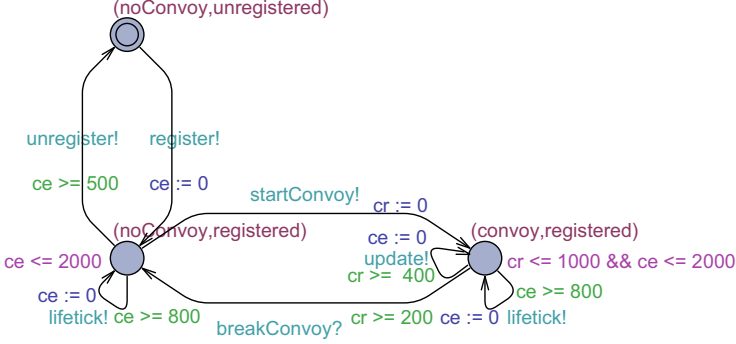 (noConvoy,unregistered)
unregister!
register!
ce >= 500
ce := 0
startConvoy!
cr := 0
(noConvoy,registered)
(convoy,registered)
ce := 0
ce <= 2000
update!
cr <= 1000 && ce <= 2000
cr >= 400
ce := 0
ce >= 800
lifetick!
ce >= 800
breakConvoy?
cr >= 200
ce := 0
lifetick!